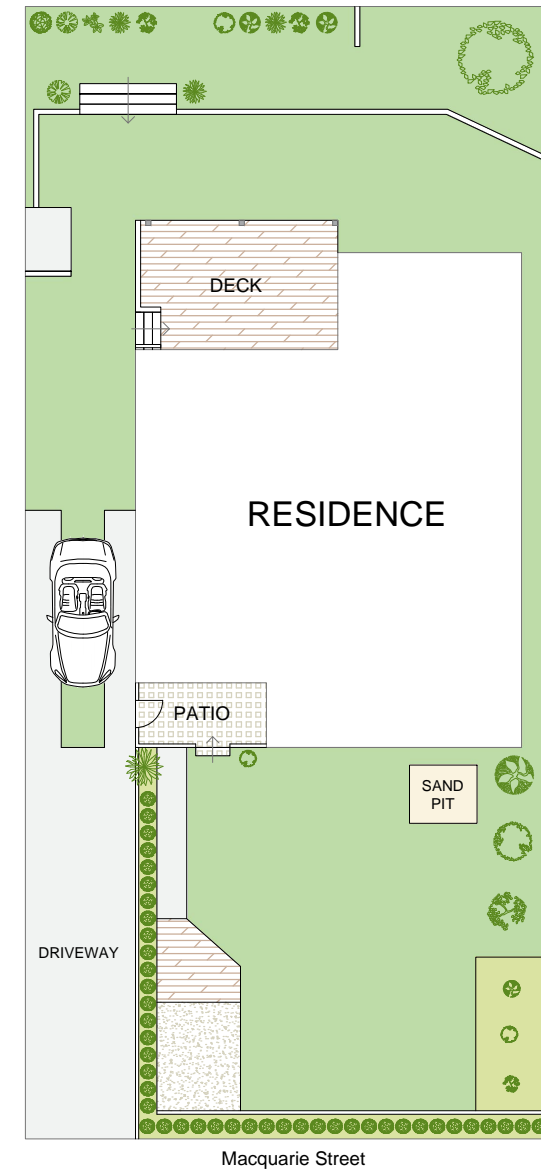 DECK
RESIDENCE
PATIO
SAND
PIT
DRIVEWAY
Macquarie Street